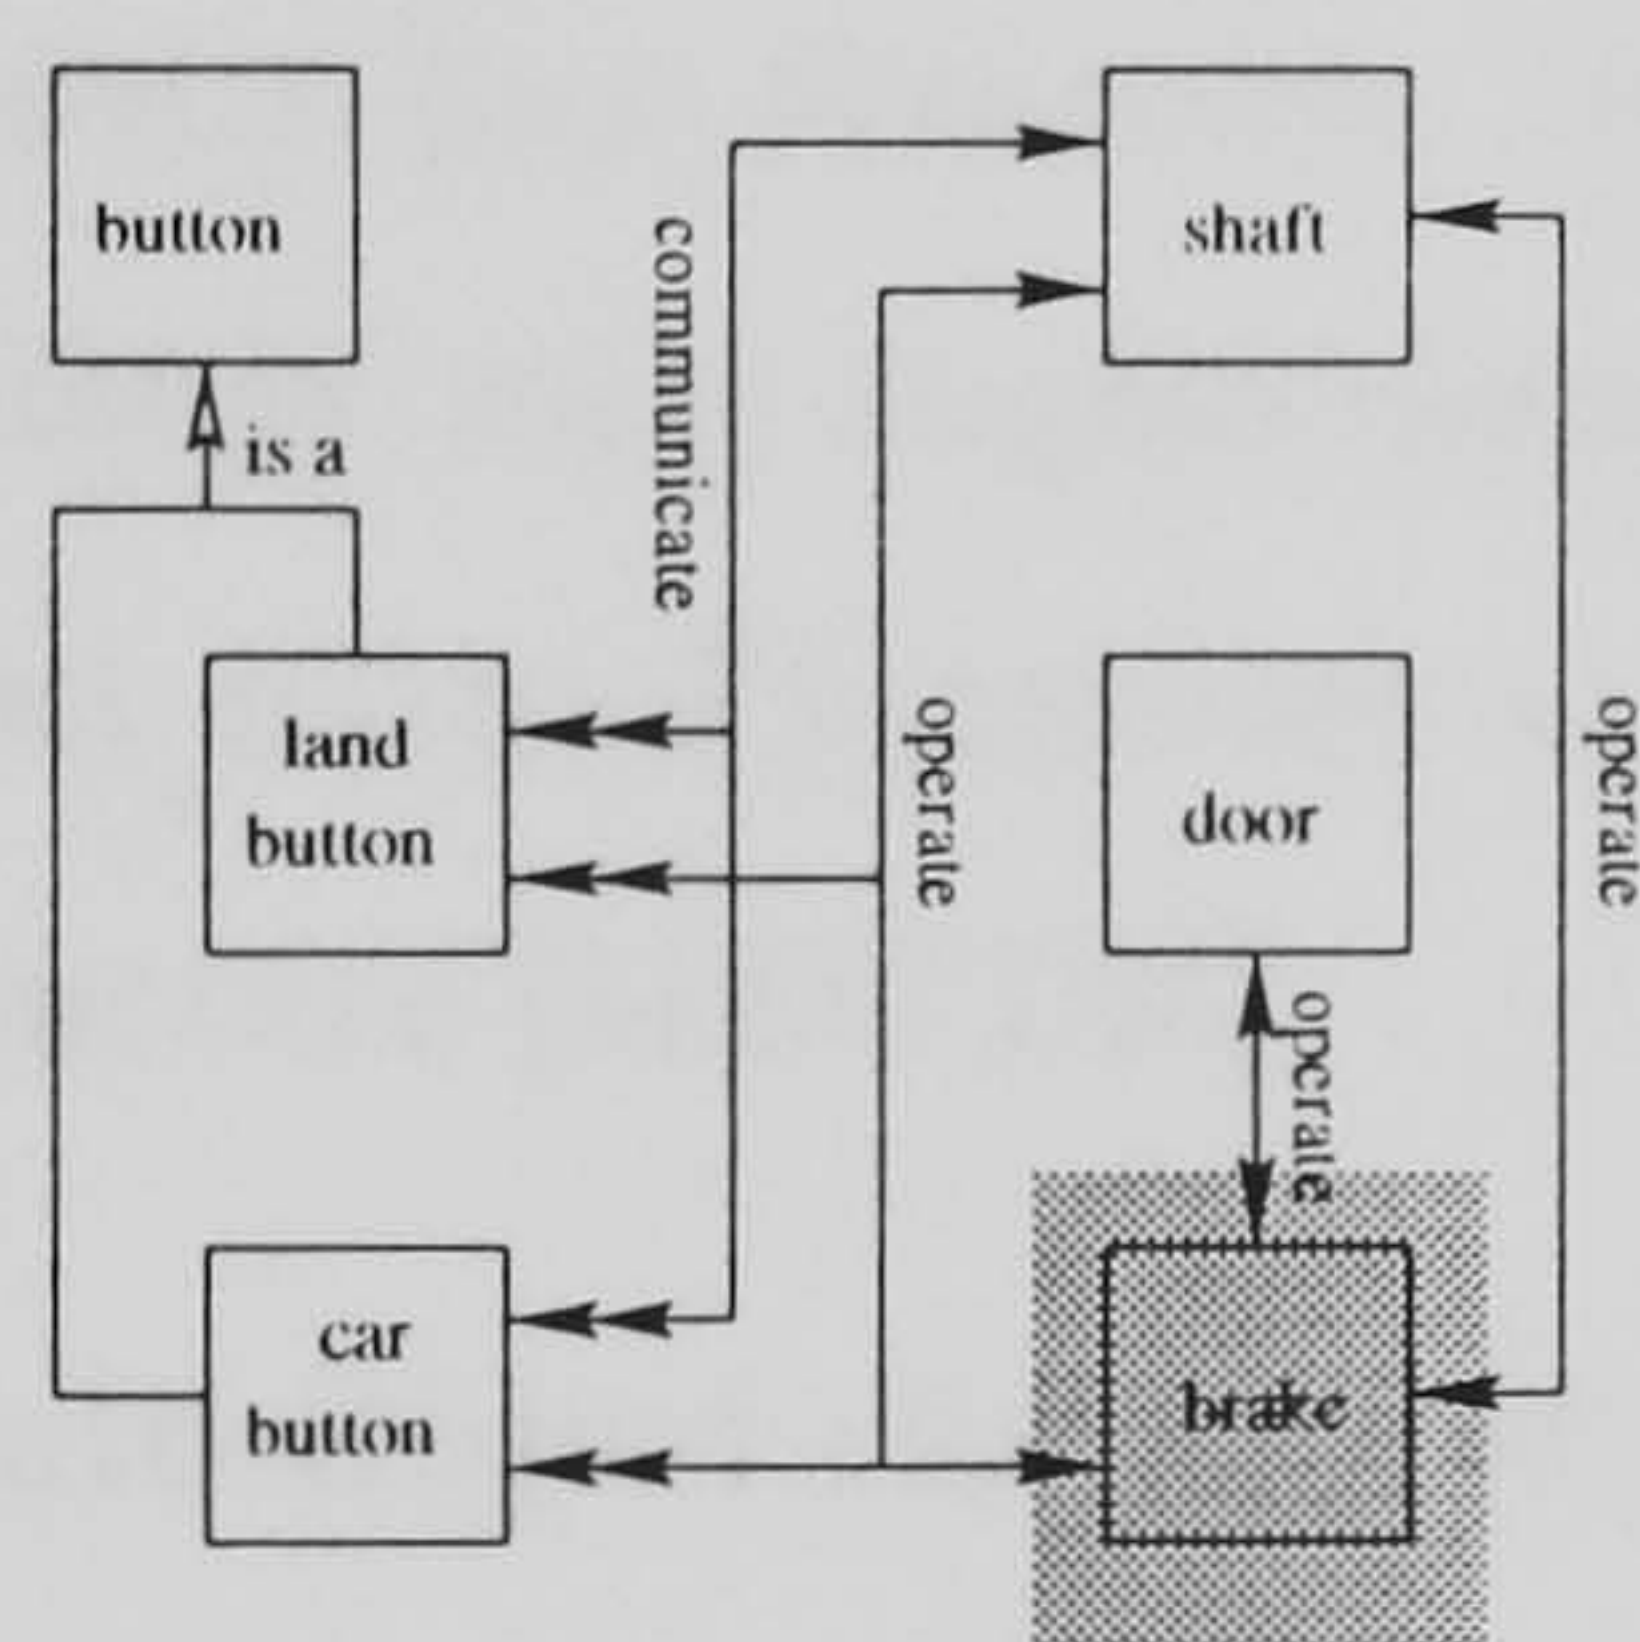 button
shaft
is a
communicate
land
button
operate
door
operate
operate
car
button
brake